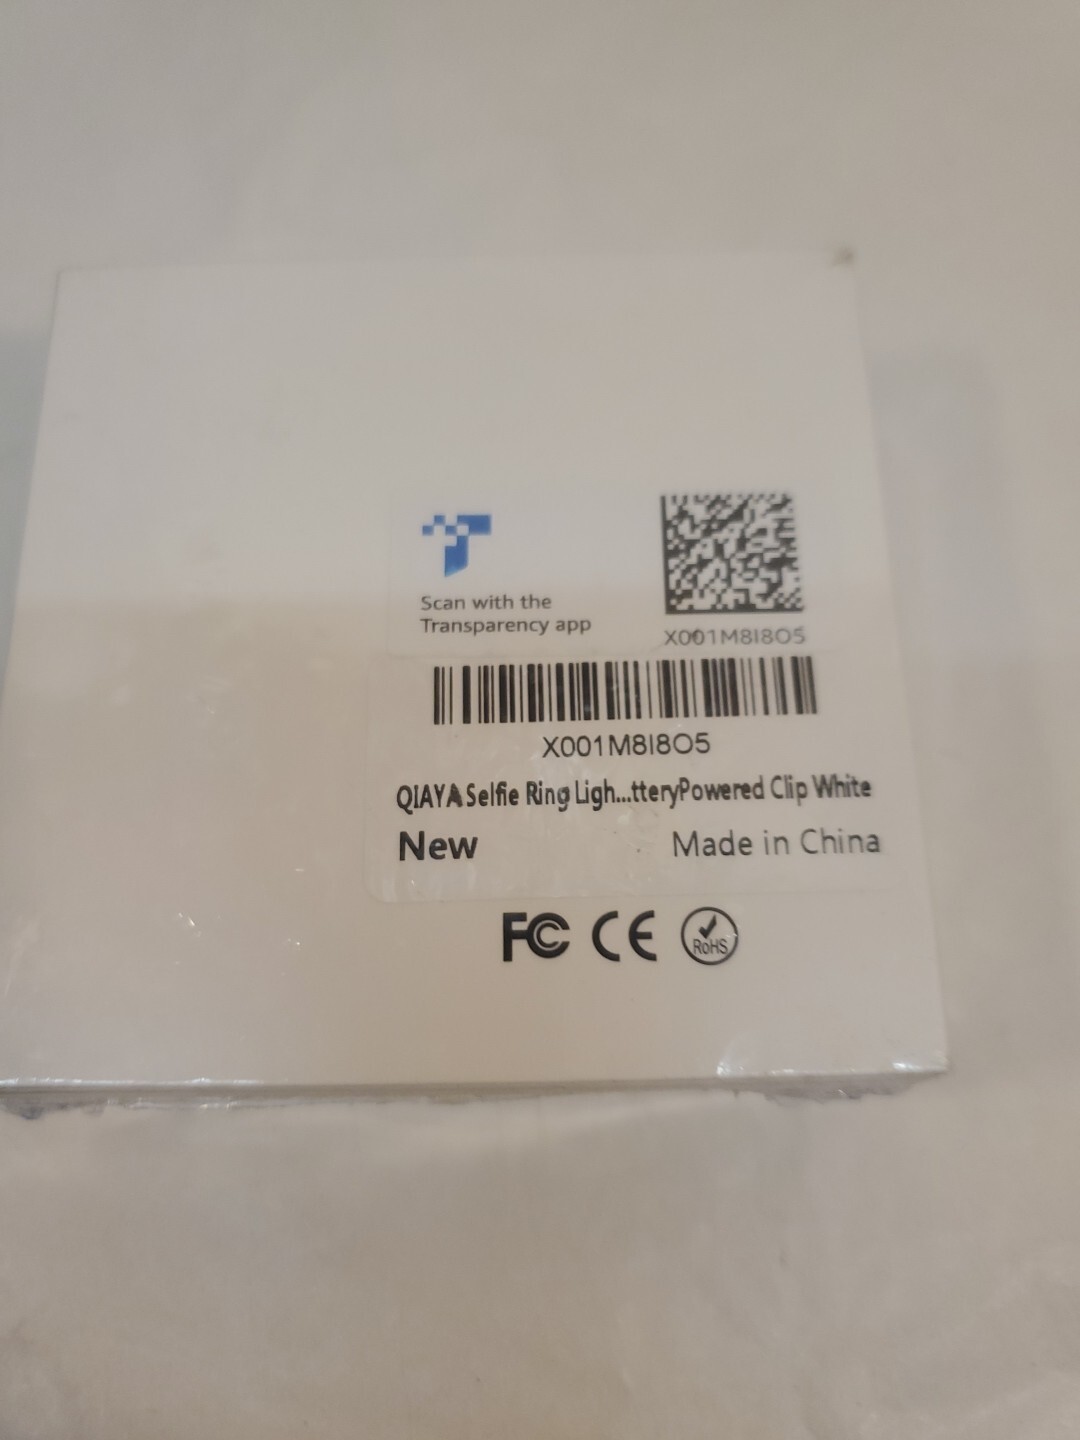 Scan with the
Transparency app
X001M8I8O5
X001M8I8O5
QIAYA Selfie Ring Ligh...tteryPowered Clip White
New Made in China
FC CE RoHS